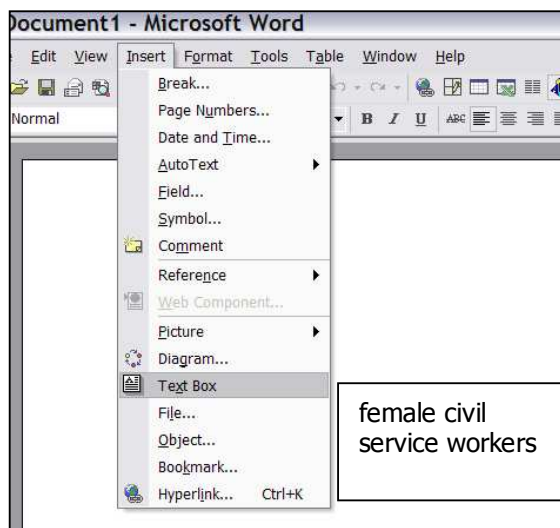 Document1 - Microsoft Word
Edit View Insert Format Tools Table Window Help
Normal
B I U ABC
Break...
Page Numbers...
Date and Time...
AutoText
Field...
Symbol...
Comment
Reference
Web Component...
Picture
Diagram...
Text Box
File...
Object...
Bookmark...
Hyperlink... Ctrl+K
female civil
service workers